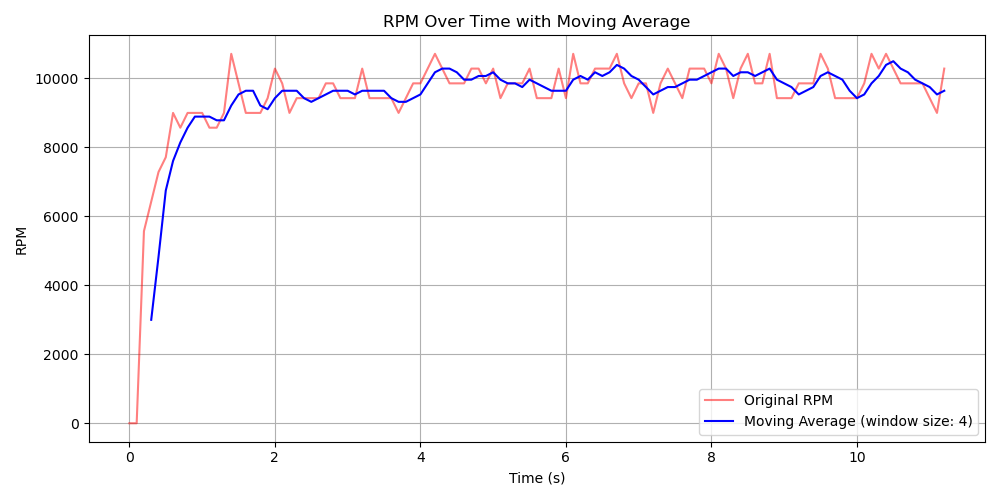 RPM Over Time with Moving Average
10000
8000
6000
4000
2000
0
RPM
0 2 4 6 8 10
Time (s)
Original RPM
Moving Average (window size: 4)